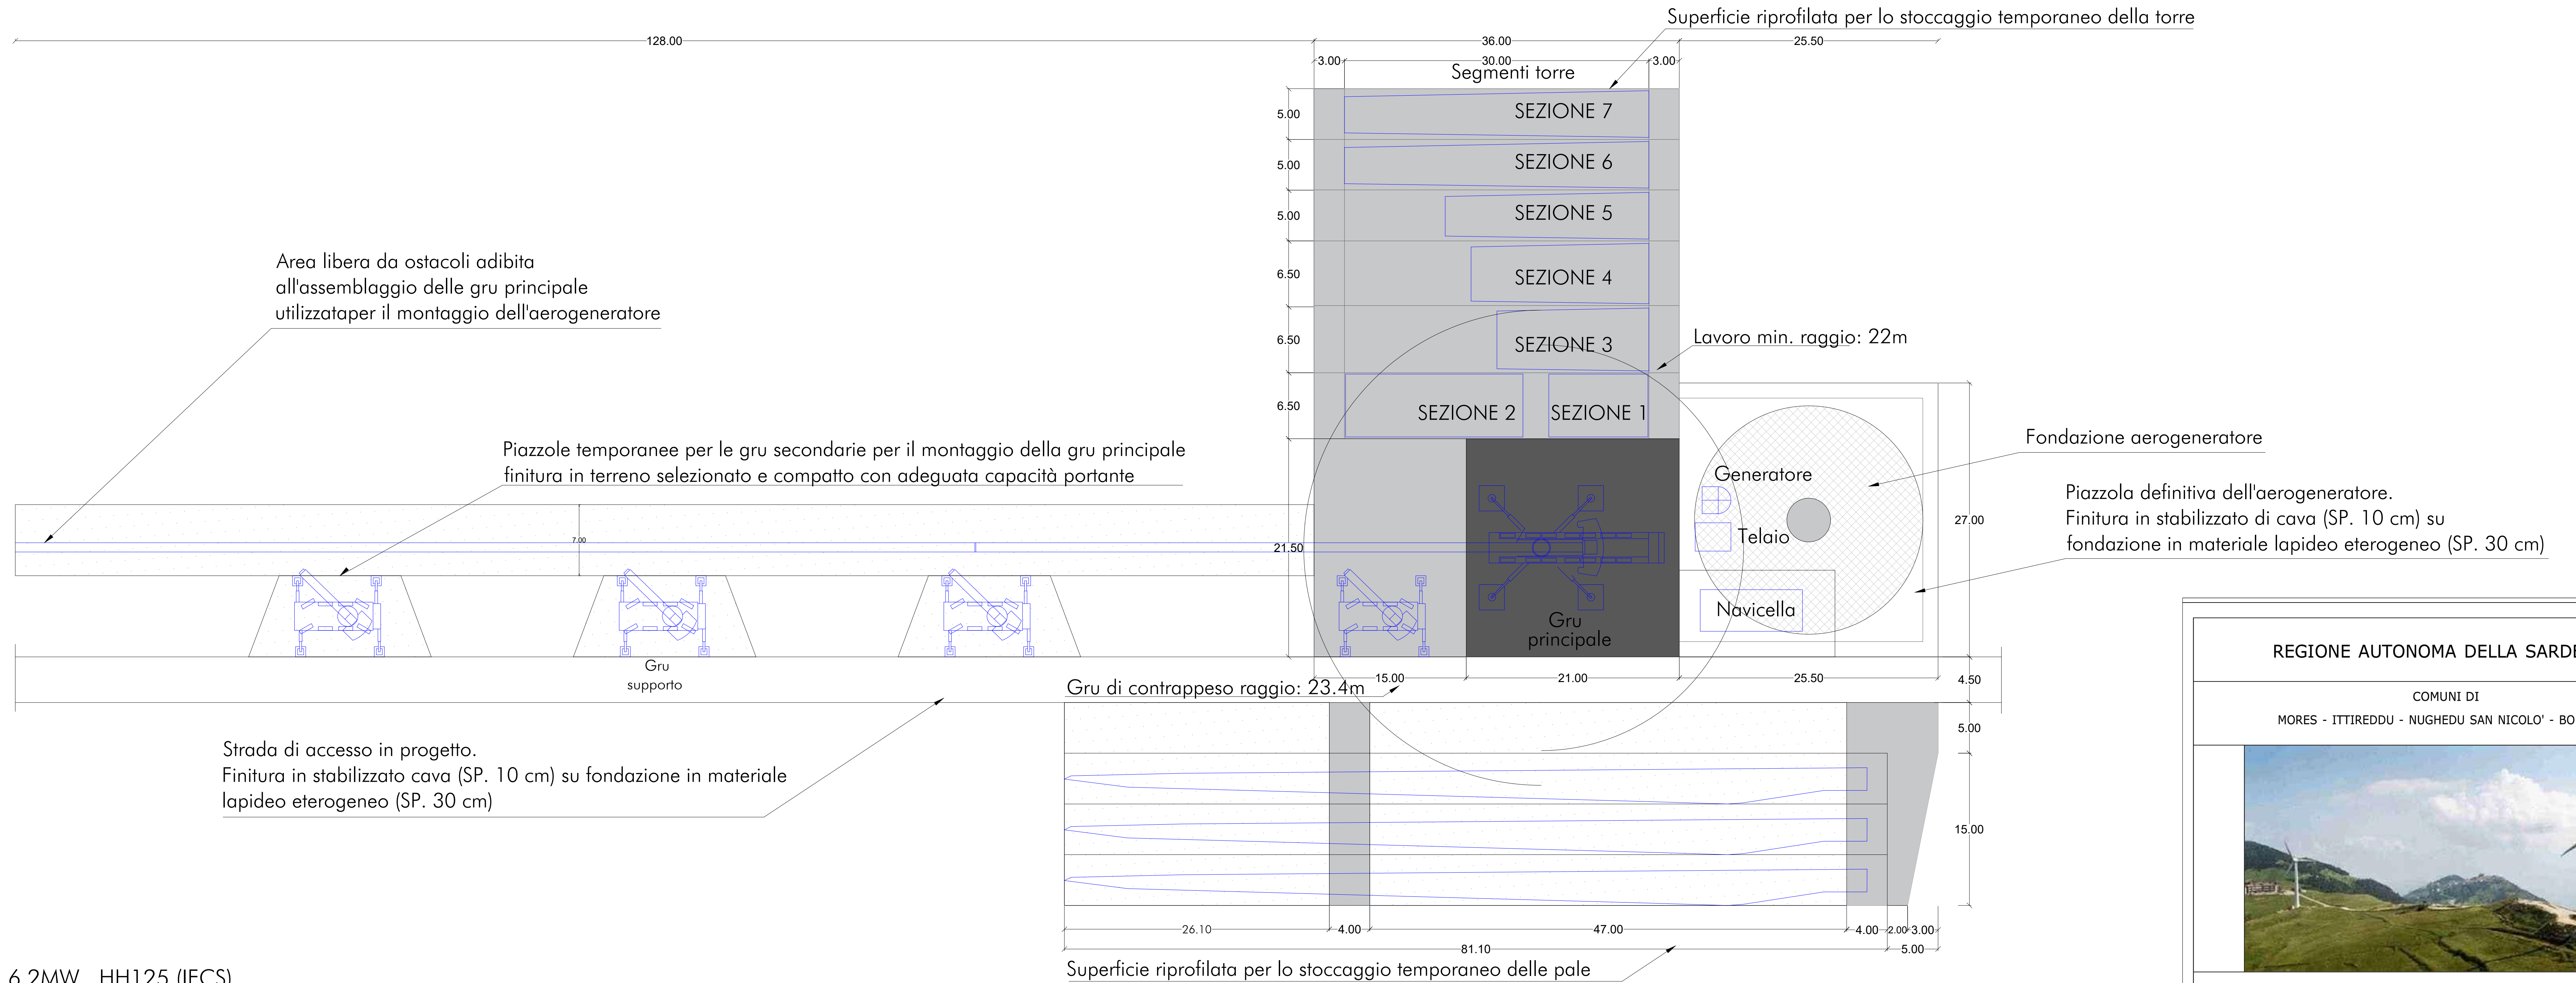 Superficie riprofilata per lo stoccaggio temporaneo della torre
128.00
36.00
25.50
3.00
30.00
3.00
Segmenti torre
5.00
SEZIONE 7
5.00
SEZIONE 6
5.00
SEZIONE 5
6.50
SEZIONE 4
6.50
SEZIONE 3
6.50
SEZIONE 2
SEZIONE 1
Area libera da ostacoli adibita
all'assemblaggio delle gru principale
utilizzataper il montaggio dell'aerogeneratore
Lavoro min. raggio: 22m
Piazzole temporanee per le gru secondarie per il montaggio della gru principale
finitura in terreno selezionato e compatto con adeguata capacità portante
Fondazione aerogeneratore
Generatore
Telaio
Navicella
27.00
Piazzola definitiva dell'aerogeneratore.
Finitura in stabilizzato di cava (SP. 10 cm) su
fondazione in materiale lapideo eterogeneo (SP. 30 cm)
7.00
21.50
Gru
principale
Gru
supporto
15.00
21.00
25.50
4.50
Gru di contrappeso raggio: 23.4m
5.00
Strada di accesso in progetto.
Finitura in stabilizzato cava (SP. 10 cm) su fondazione in materiale
lapideo eterogeneo (SP. 30 cm)
15.00
26.10
4.00
47.00
4.00
2.00
3.00
81.10
5.00
Superficie riprofilata per lo stoccaggio temporaneo delle pale
6.2MW HH125 (IECS)
REGIONE AUTONOMA DELLA SARDE
COMUNI DI
MORES - ITTIREDDU - NUGHEDU SAN NICOLO' - BO